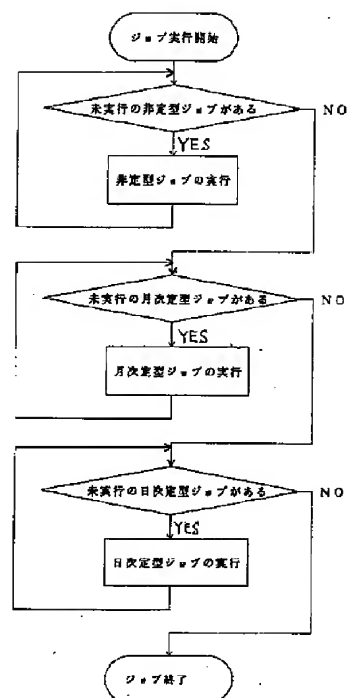 ジョブ実行開始
未実行の非定型ジョブがある
NO
YES
非定型ジョブの実行
未実行の月次定型ジョブがある
NO
YES
月次定型ジョブの実行
未実行の日次定型ジョブがある
NO
YES
日次定型ジョブの実行
ジョブ終了